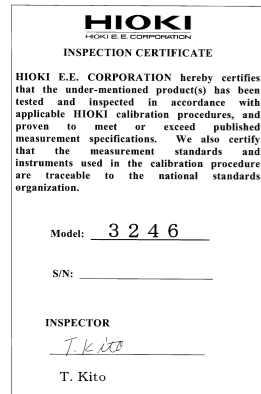 HIOKI
HIOKI E.E. CORPORATION
INSPECTION CERTIFICATE
HIOKI E.E. CORPORATION hereby certifies
that the under-mentioned product(s) has been
tested and inspected in accordance with
applicable HIOKI calibration procedures, and
proven to meet or exceed published
measurement specifications. We also certify
that the measurement standards and
instruments used in the calibration procedure
are traceable to the national standards
organization.
Model: 3246
S/N:
INSPECTOR
T. Kito
T. Kito